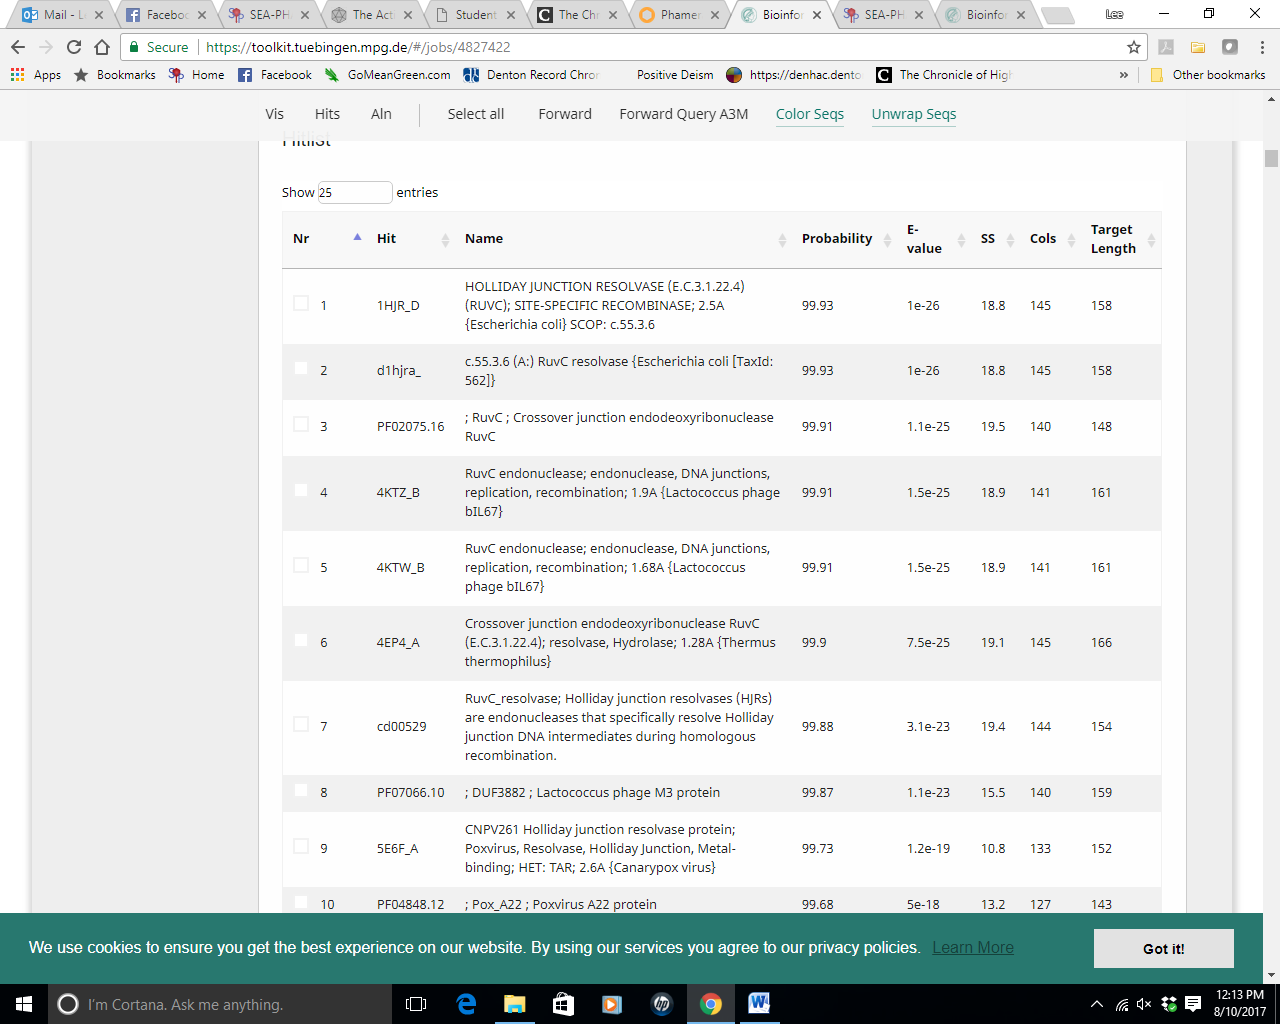 Mail - L
Faceboo
SEA-PH
The Act
Student
The Chr
Phamer
Bioinfor
SEA-PH
Bioinfor
Lee
Secure
https://toolkit.tuebingen.mpg.de/#/jobs/4827422
Apps
Bookmarks
Home
Facebook
GoMeanGreen.com
Denton Record Chron
Positive Deism
https://denhac.dento
The Chronicle of High
»
Other bookmarks
Vis
Hits
Aln
Select all
Forward
Forward Query A3M
Color Seqs
Unwrap Seqs
Hitlist
Show 25 entries
Nr Hit Name Probability E-value SS Cols Target Length
HOLLIDAY JUNCTION RESOLVASE (E.C.3.1.22.4)
1 1HJR_D (RUVC); SITE-SPECIFIC RECOMBINASE; 2.5A 99.93 1e-26 18.8 145 158
{Escherichia coli} SCOP: c.55.3.6
2 d1hjra_ c.55.3.6 (A:) RuvC resolvase {Escherichia coli [TaxId: 99.93 1e-26 18.8 145 158
562]}
3 PF02075.16 ; RuvC ; Crossover junction endodeoxyribonuclease 99.91 1.1e-25 19.5 140 148
RuvC
RuvC endonuclease; endonuclease, DNA junctions,
4 4KTZ_B replication, recombination; 1.9A {Lactococcus phage 99.91 1.5e-25 18.9 141 161
bIL67}
RuvC endonuclease; endonuclease, DNA junctions,
5 4KTW_B replication, recombination; 1.68A {Lactococcus 99.91 1.5e-25 18.9 141 161
phage bIL67}
Crossover junction endodeoxyribonuclease RuvC
6 4EP4_A (E.C.3.1.22.4); resolvase, Hydrolase; 1.28A {Thermus 99.9 7.5e-25 19.1 145 166
thermophilus}
RuvC_resolvase; Holliday junction resolvases (HJRs)
are endonucleases that specifically resolve Holliday
7 cd00529 junction DNA intermediates during homologous 99.88 3.1e-23 19.4 144 154
recombination.
8 PF07066.10 ; DUF3882 ; Lactococcus phage M3 protein 99.87 1.1e-23 15.5 140 159
CNPV261 Holliday junction resolvase protein;
9 5E6F_A Poxvirus, Resolvase, Holliday Junction, Metal- 99.73 1.2e-19 10.8 133 152
binding; HET: TAR; 2.6A {Canarypox virus}
10 PF04848.12 ; Pox_A22 ; Poxvirus A22 protein 99.68 5e-18 13.2 127 143
We use cookies to ensure you get the best experience on our website. By using our services you agree to our privacy policies. Learn More
Got it!
I'm Cortana. Ask me anything.
12:13 PM
8/10/2017